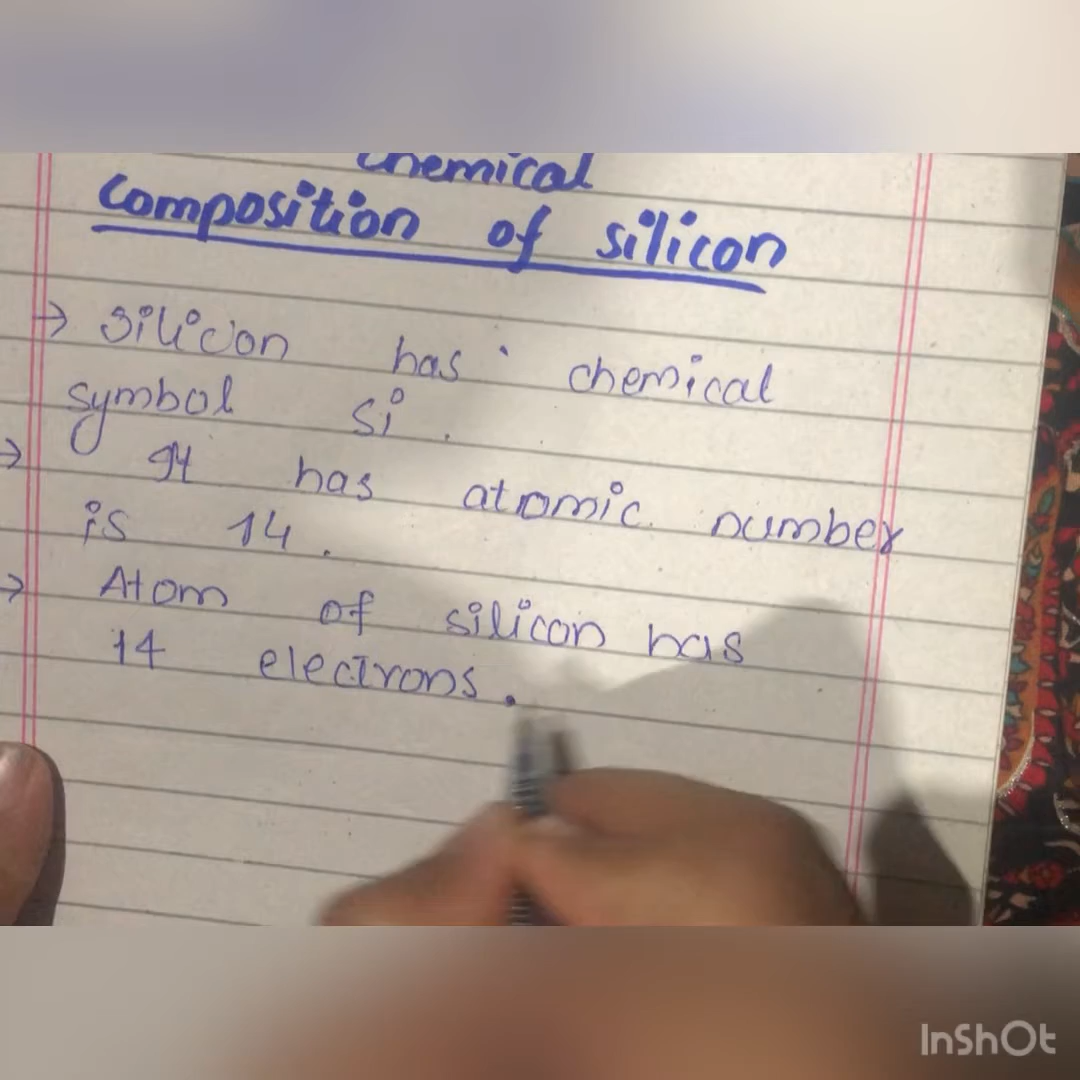 chemical
composition of silicon
→ silicon has chemical
symbol Si.
→ It has atomic number
is 14.
→ Atom of silicon has
14 electrons.
InShOt